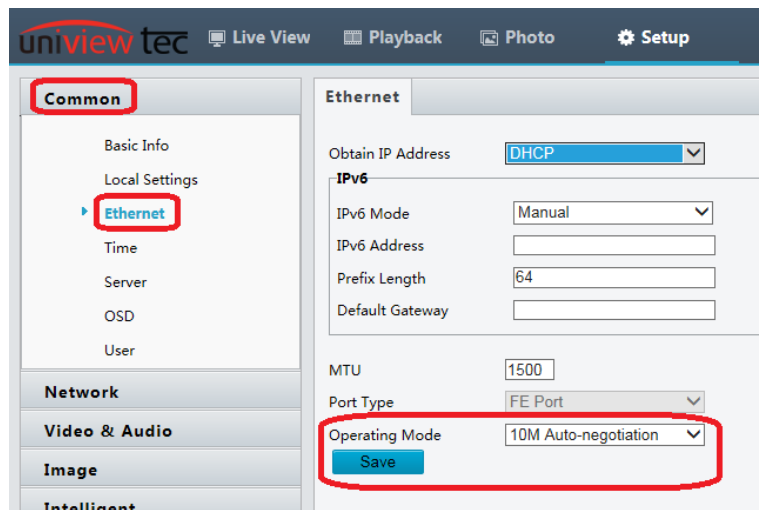 uniview tec Live View Playback Photo Setup
Common
Basic Info
Local Settings
Ethernet
Time
Server
OSD
User
Network
Video & Audio
Image
Intelligent
Ethernet
Obtain IP Address DHCP
IPv6
IPv6 Mode Manual
IPv6 Address
Prefix Length 64
Default Gateway
MTU 1500
Port Type FE Port
Operating Mode 10M Auto-negotiation
Save